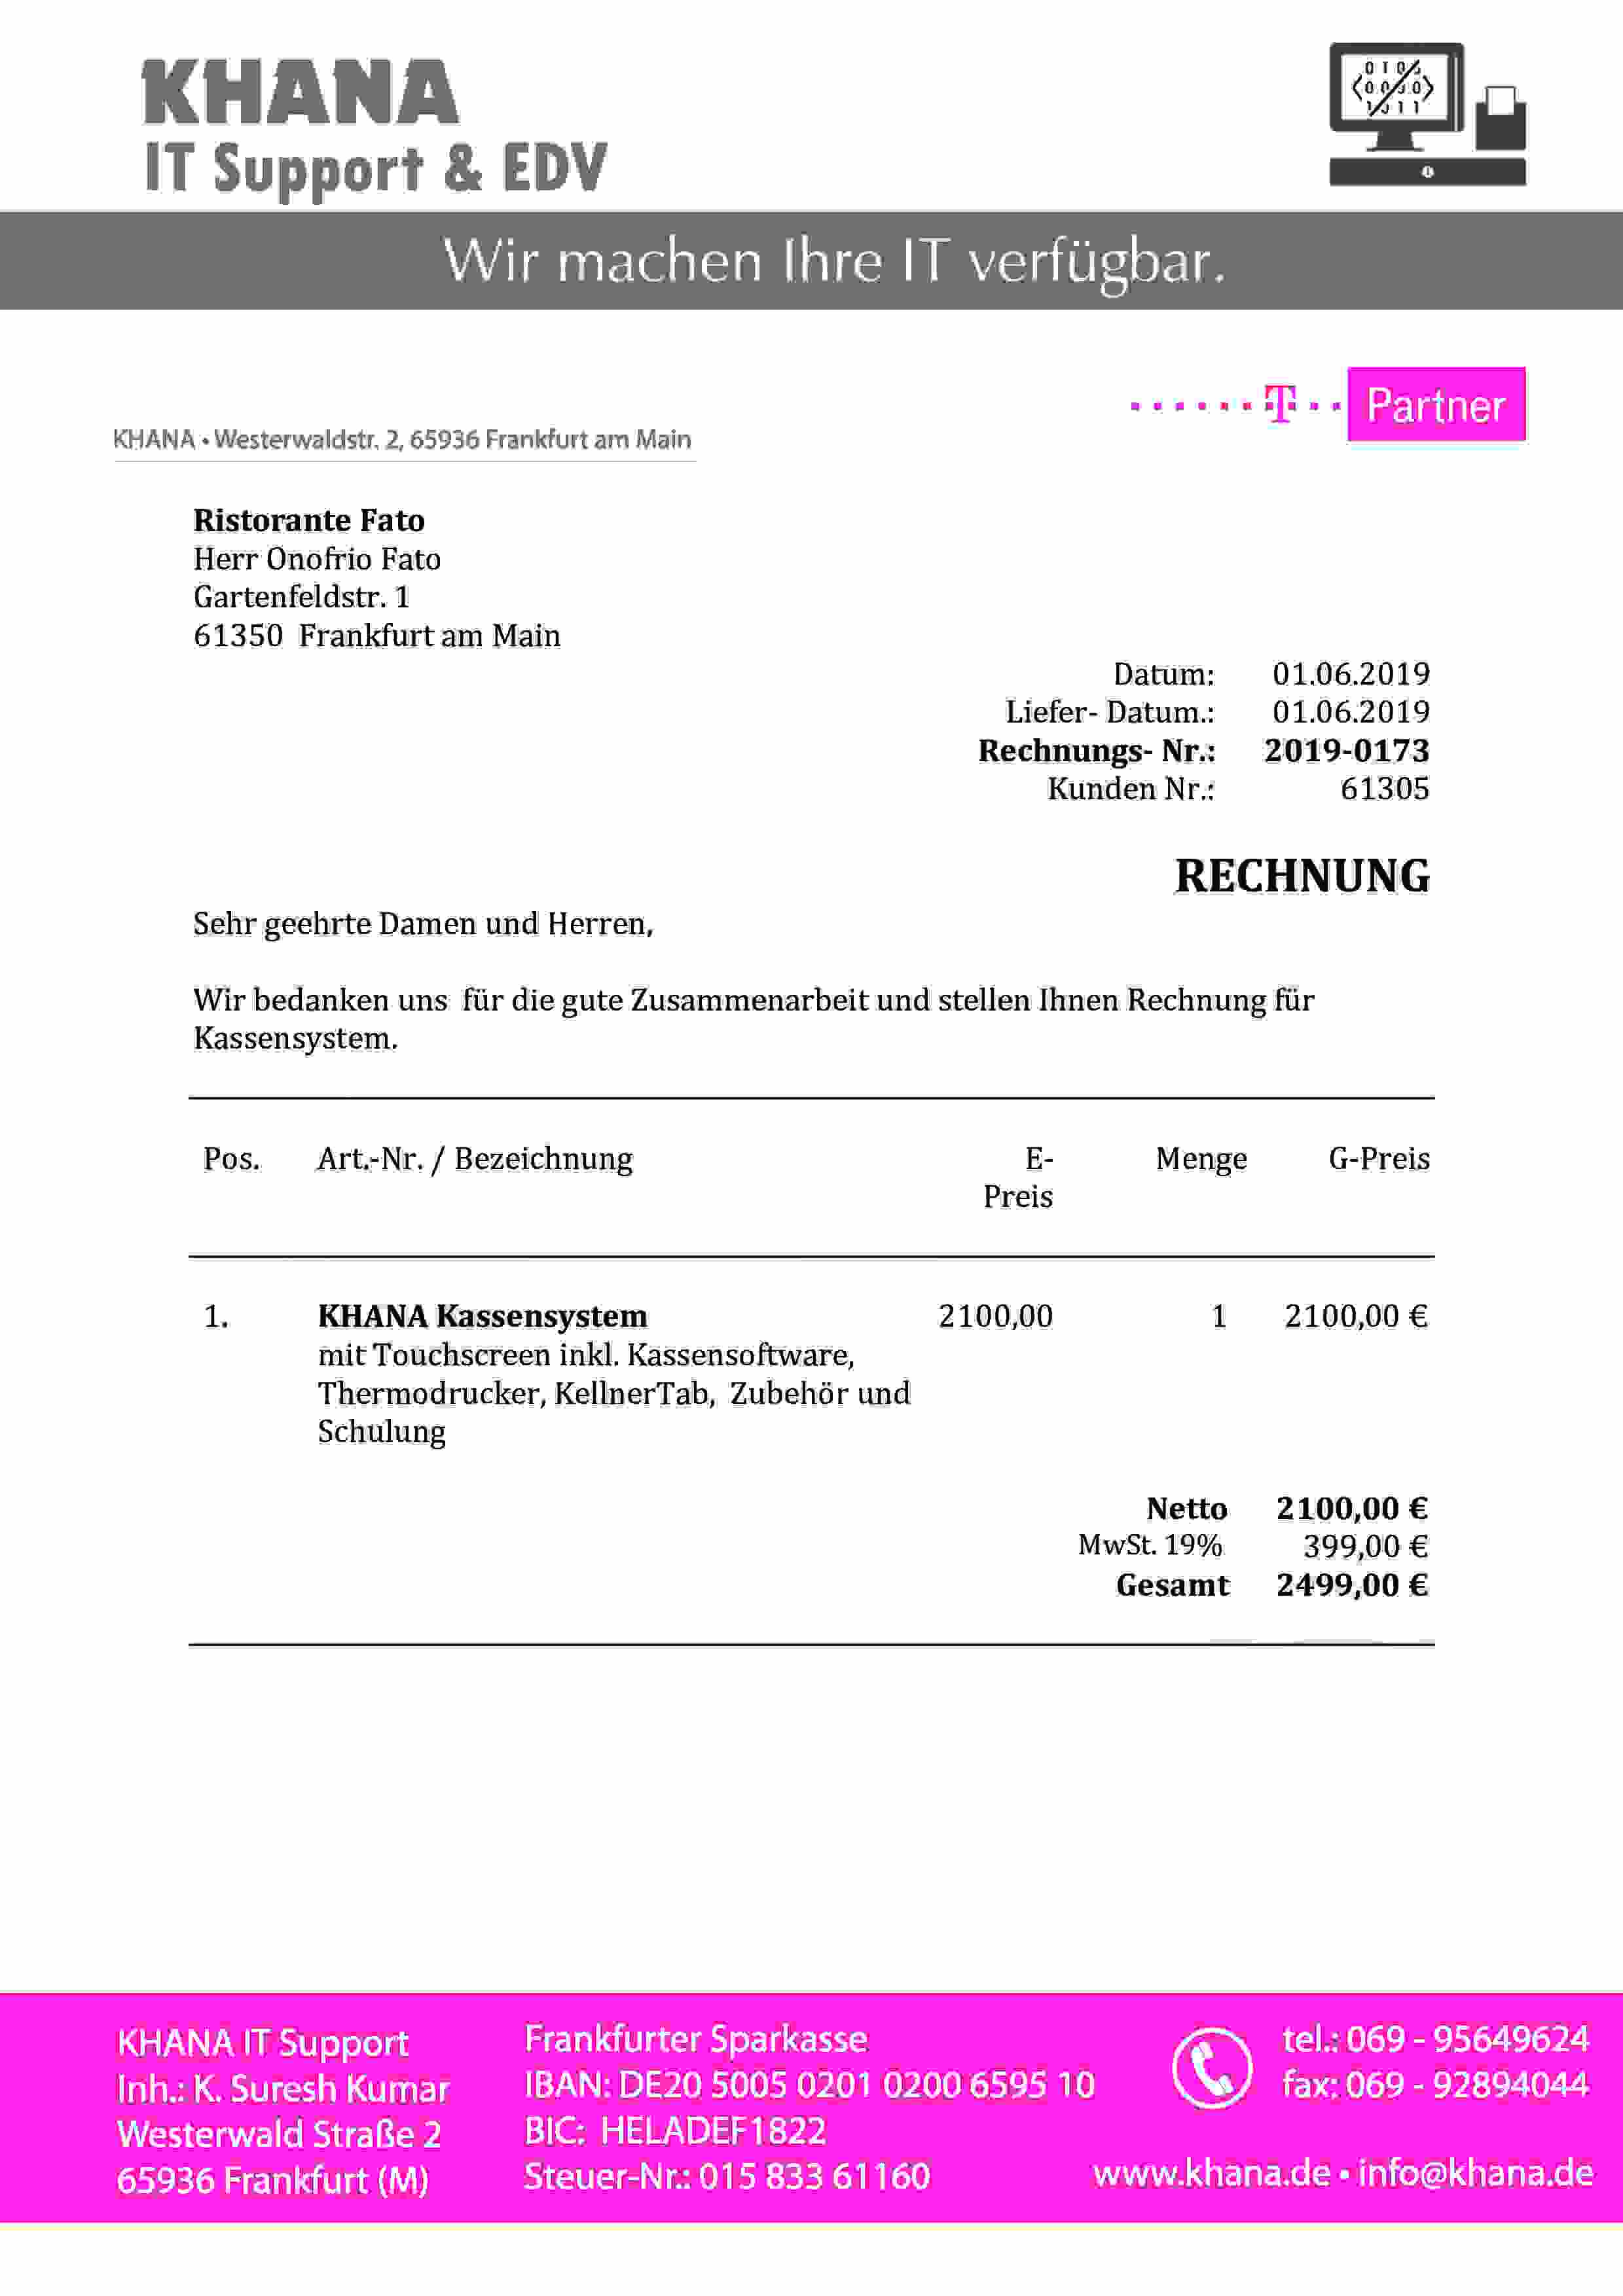 KHANA
IT Support & EDV
Wir machen Ihre IT verfügbar.
T Partner
KHANA • Westerwaldstr. 2, 65936 Frankfurt am Main
Ristorante Fato
Herr Onofrio Fato
Gartenfeldstr. 1
61350 Frankfurt am Main
Datum: 01.06.2019
Liefer- Datum.: 01.06.2019
Rechnungs- Nr.: 2019-0173
Kunden Nr.: 61305
RECHNUNG
Sehr geehrte Damen und Herren,
Wir bedanken uns für die gute Zusammenarbeit und stellen Ihnen Rechnung für
Kassensystem.
Pos. Art.-Nr. / Bezeichnung E- Menge G-Preis
Preis
1. KHANA Kassensystem 2100,00 1 2100,00 €
mit Touchscreen inkl. Kassensoftware,
Thermodrucker, KellnerTab, Zubehör und
Schulung
Netto 2100,00 €
MwSt. 19% 399,00 €
Gesamt 2499,00 €
KHANA IT Support
Inh.: K. Suresh Kumar
Westerwald Straße 2
65936 Frankfurt (M)
Frankfurter Sparkasse
IBAN: DE20 5005 0201 0200 6595 10
BIC: HELADEF1822
Steuer-Nr.: 015 833 61160
tel.: 069 - 95649624
fax: 069 - 92894044
www.khana.de • info@khana.de